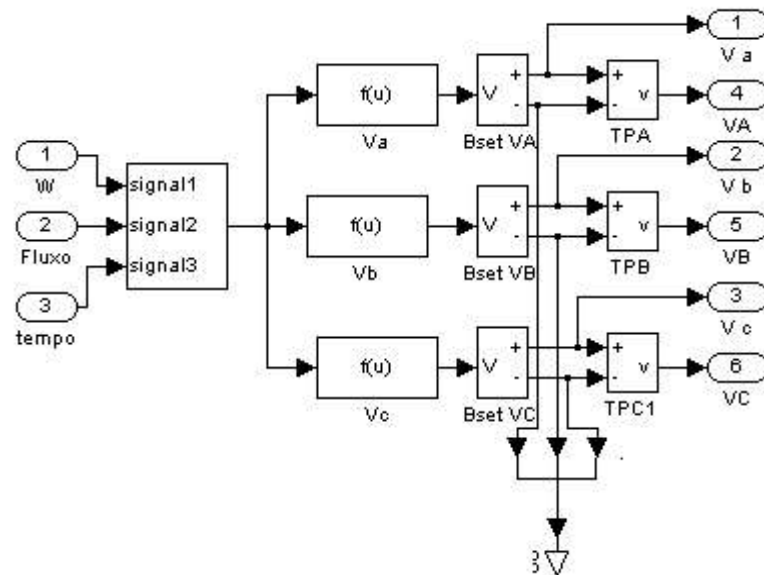 1
V a
f(u)
V
+
-
+
-
v
4
Va
Bset VA
TPA
VA
1
W
signal1
2
V b
2
Fluxo
signal2
f(u)
V
+
-
+
-
v
5
Vb
Bset VB
TPB
VB
3
tempo
signal3
3
V c
f(u)
V
+
-
+
-
v
6
Vc
Bset VC
TPC1
VC